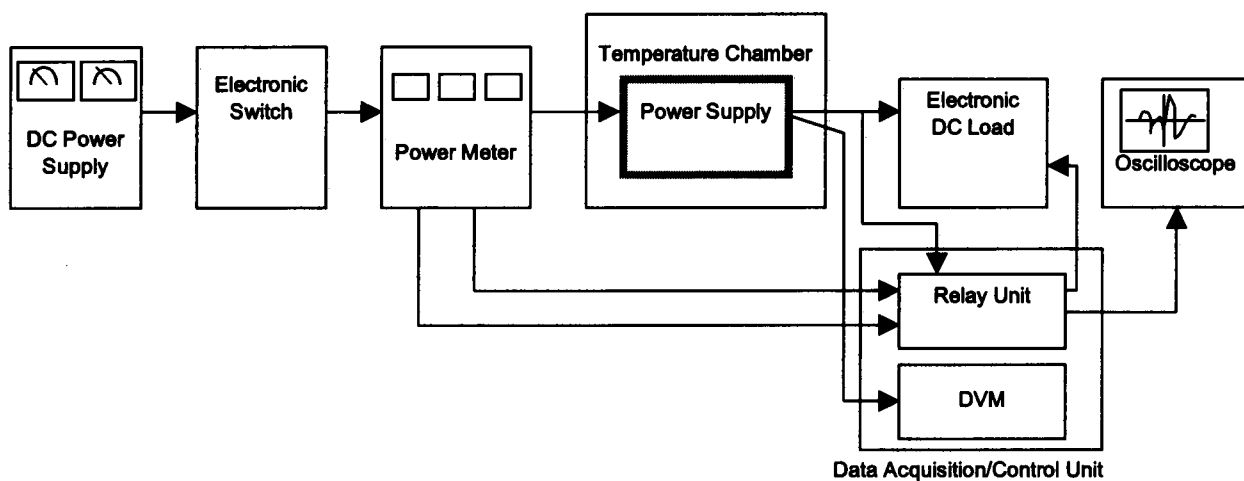 DC Power
Supply
Electronic
Switch
Power Meter
Temperature Chamber
Power Supply
Electronic
DC Load
Oscilloscope
Relay Unit
DVM
Data Acquisition/Control Unit